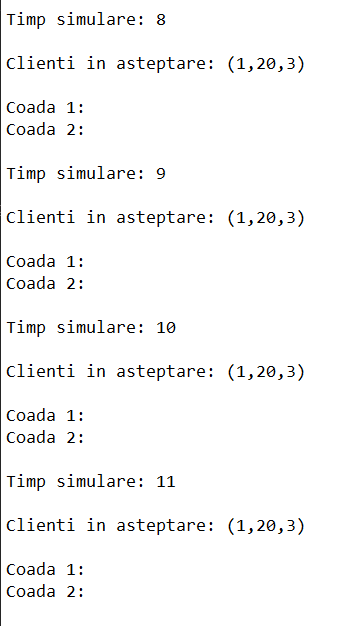 Timp simulare: 8
Clienti in asteptare: (1,20,3)
Coada 1:
Coada 2:
Timp simulare: 9
Clienti in asteptare: (1,20,3)
Coada 1:
Coada 2:
Timp simulare: 10
Clienti in asteptare: (1,20,3)
Coada 1:
Coada 2:
Timp simulare: 11
Clienti in asteptare: (1,20,3)
Coada 1:
Coada 2: